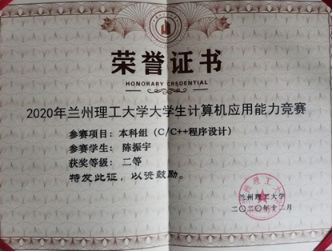 荣誉证书
HONORARY CREDENTIAL
2020年兰州理工大学大学生计算机应用能力竞赛
参赛项目：本科组（C/C++程序设计）
参赛学生：陈振宇
获奖等级：二等
特发此证，以资鼓励。
兰州理工大学
二〇二〇年十二月